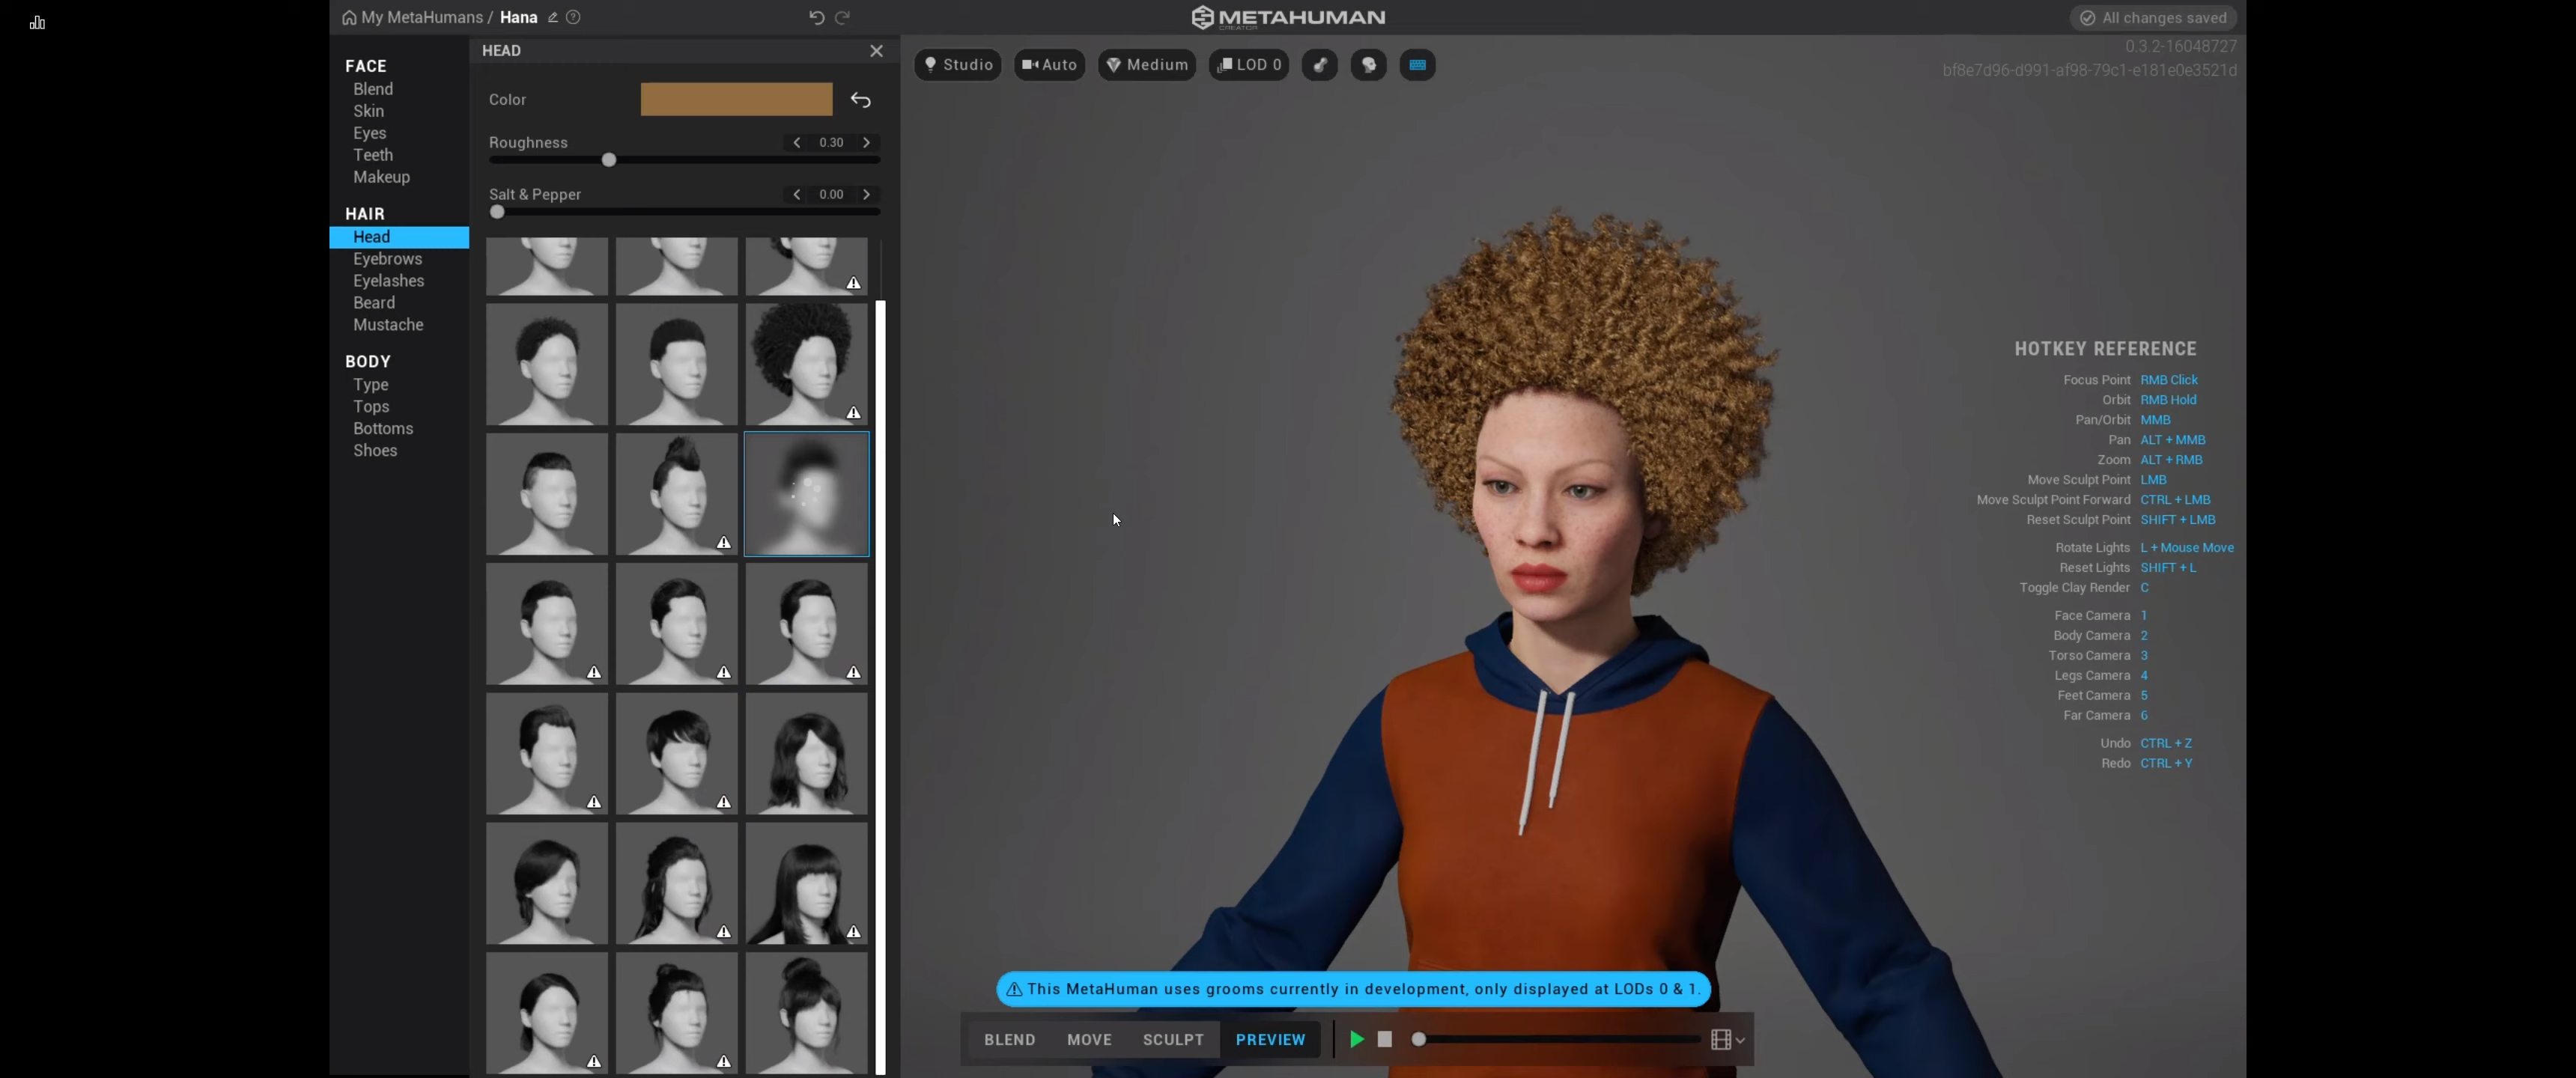 My MetaHumans / Hana
METAHUMAN
CREATOR
All changes saved
0.3.2-16048727
bf8e7d96-d991-af98-79c1-e181e0e3521d
FACE
Blend
Skin
Eyes
Teeth
Makeup
HAIR
Head
Eyebrows
Eyelashes
Beard
Mustache
BODY
Type
Tops
Bottoms
Shoes
HEAD
Color
Roughness 0.30
Salt & Pepper 0.00
Studio
Auto
Medium
LOD 0
HOTKEY REFERENCE
Focus Point RMB Click
Orbit RMB Hold
Pan/Orbit MMB
Pan ALT + MMB
Zoom ALT + RMB
Move Sculpt Point LMB
Move Sculpt Point Forward CTRL + LMB
Reset Sculpt Point SHIFT + LMB
Rotate Lights L + Mouse Move
Reset Lights SHIFT + L
Toggle Clay Render C
Face Camera 1
Body Camera 2
Torso Camera 3
Legs Camera 4
Feet Camera 5
Far Camera 6
Undo CTRL + Z
Redo CTRL + Y
This MetaHuman uses grooms currently in development, only displayed at LODs 0 & 1.
BLEND MOVE SCULPT PREVIEW